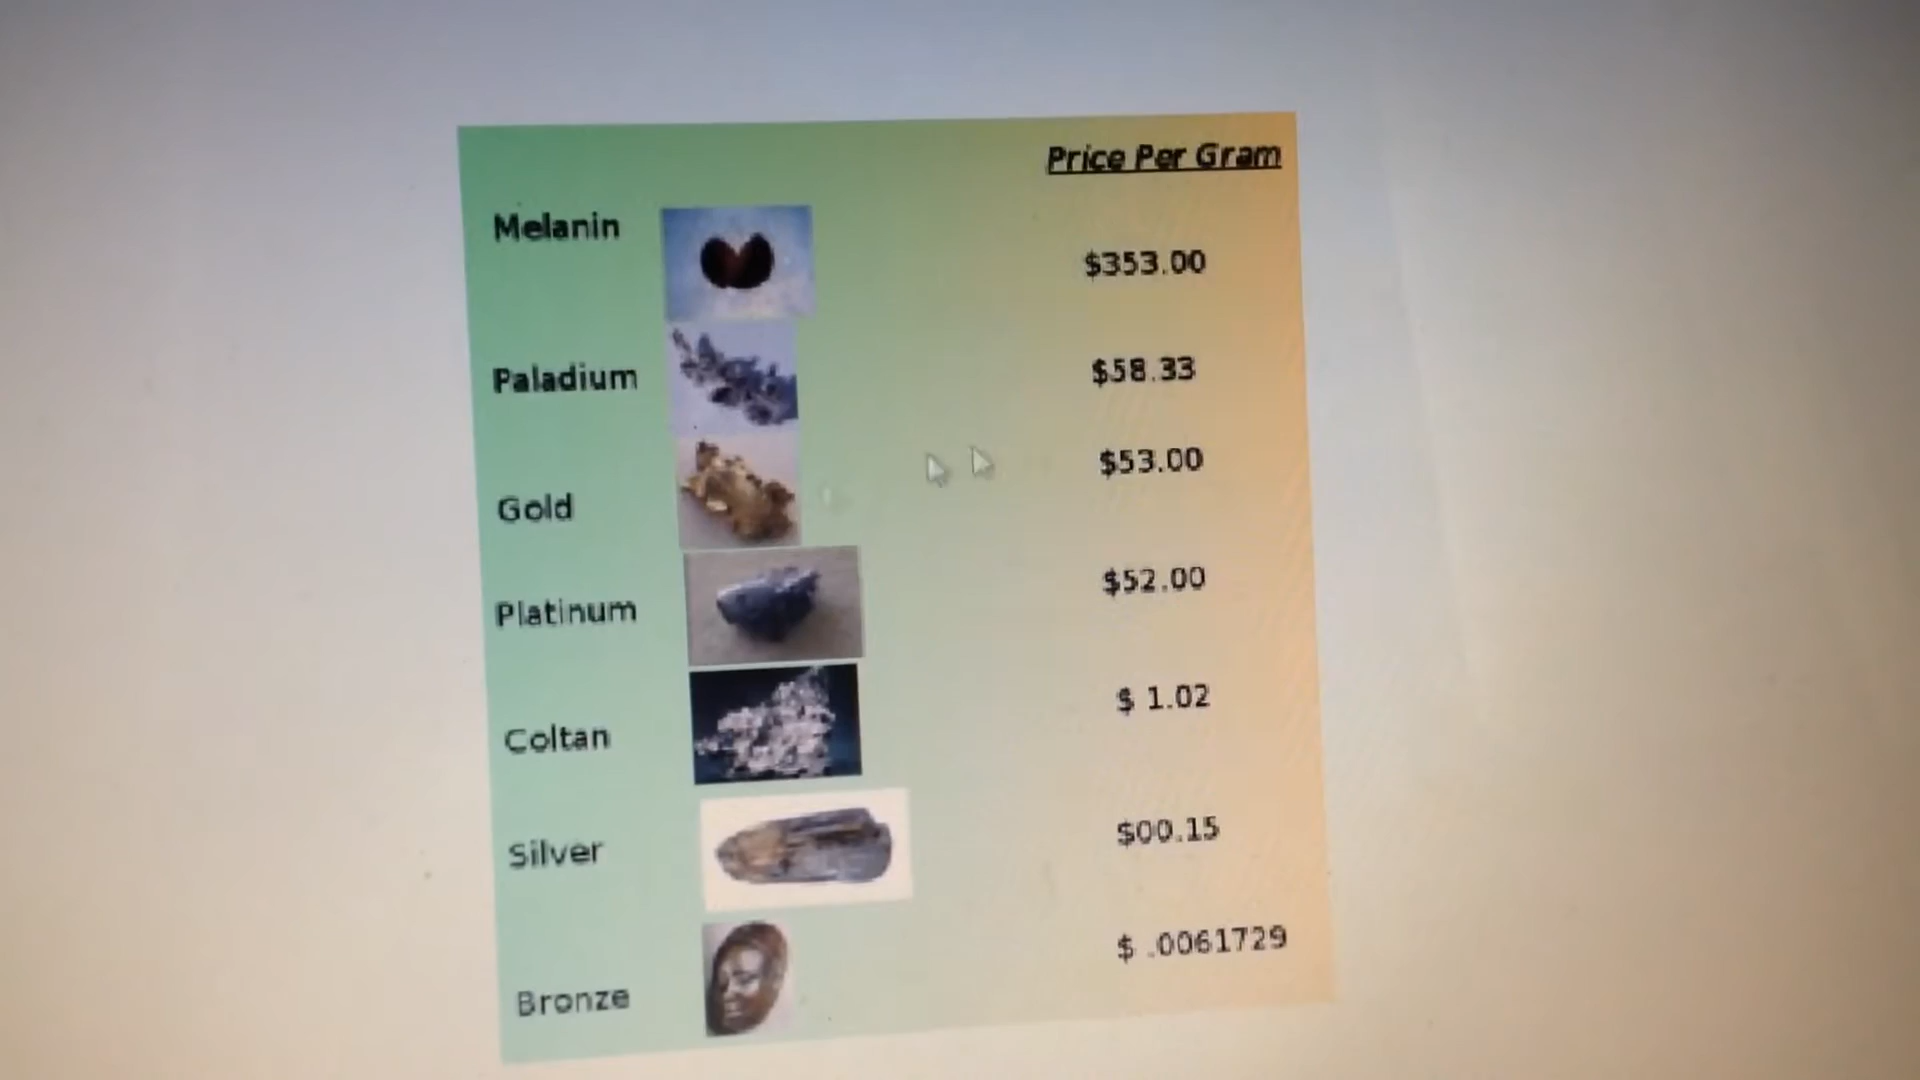 Price Per Gram
Melanin
$353.00
Paladium
$58.33
Gold
$53.00
Platinum
$52.00
Coltan
$ 1.02
Silver
$00.15
Bronze
$ .0061729